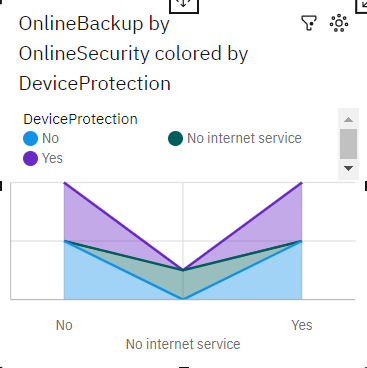 OnlineBackup by
OnlineSecurity colored by
DeviceProtection
DeviceProtection
No
No internet service
Yes
No
Yes
No internet service